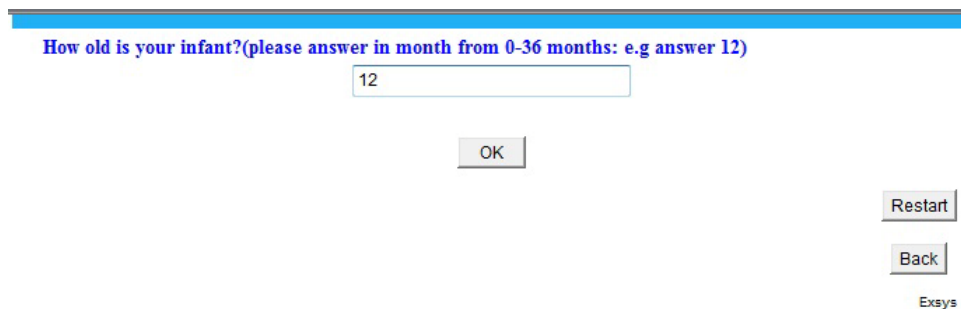 How old is your infant?(please answer in month from 0-36 months: e.g answer 12)
12
OK
Restart
Back
Exsys